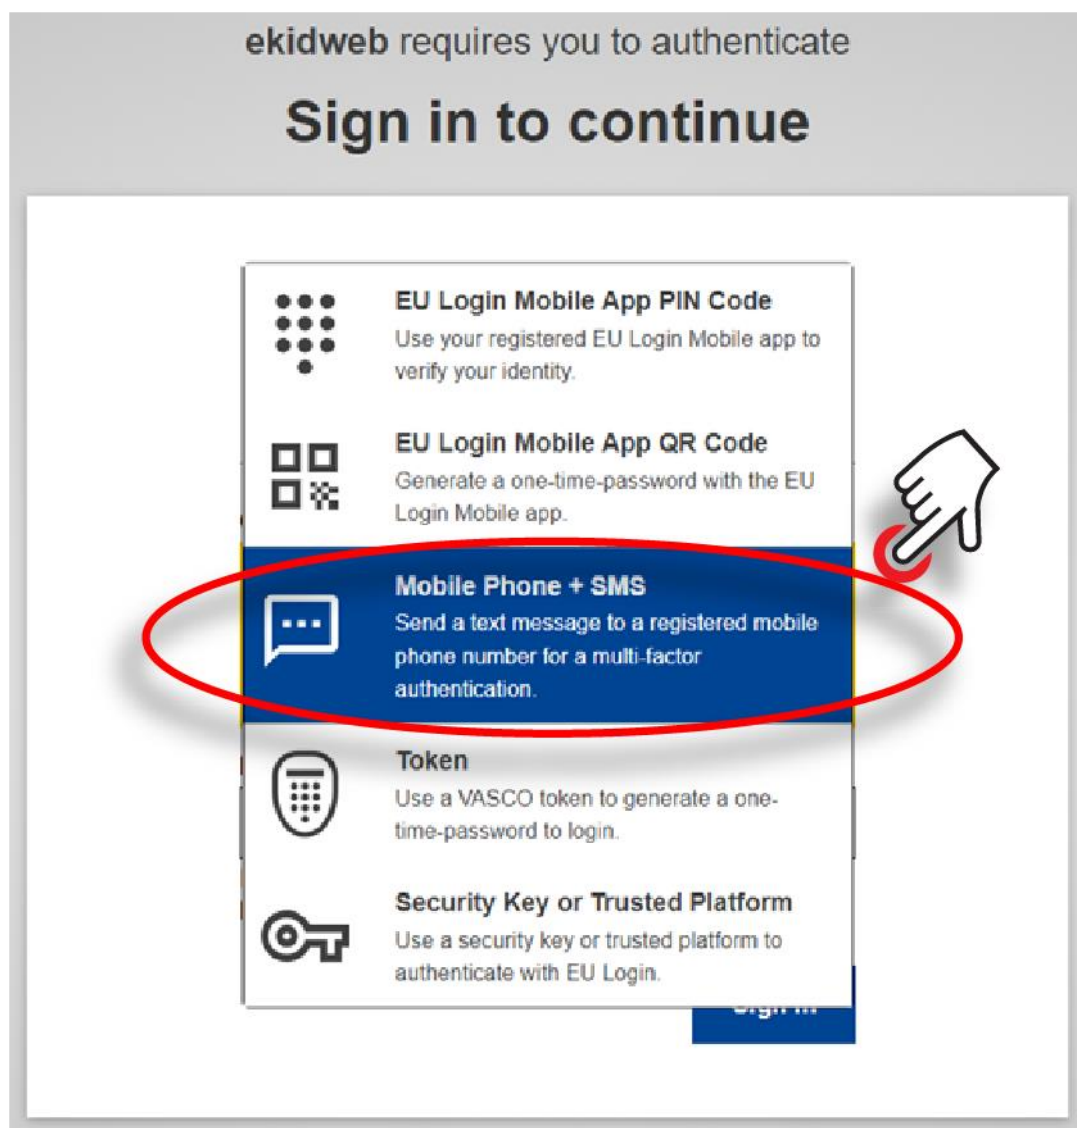 ekidweb requires you to authenticate
Sign in to continue
EU Login Mobile App PIN Code
Use your registered EU Login Mobile app to
verify your identity.
EU Login Mobile App QR Code
Generate a one-time-password with the EU
Login Mobile app.
Mobile Phone + SMS
Send a text message to a registered mobile
phone number for a multi-factor
authentication.
Token
Use a VASCO token to generate a one-
time-password to login.
Security Key or Trusted Platform
Use a security key or trusted platform to
authenticate with EU Login.
Sign in